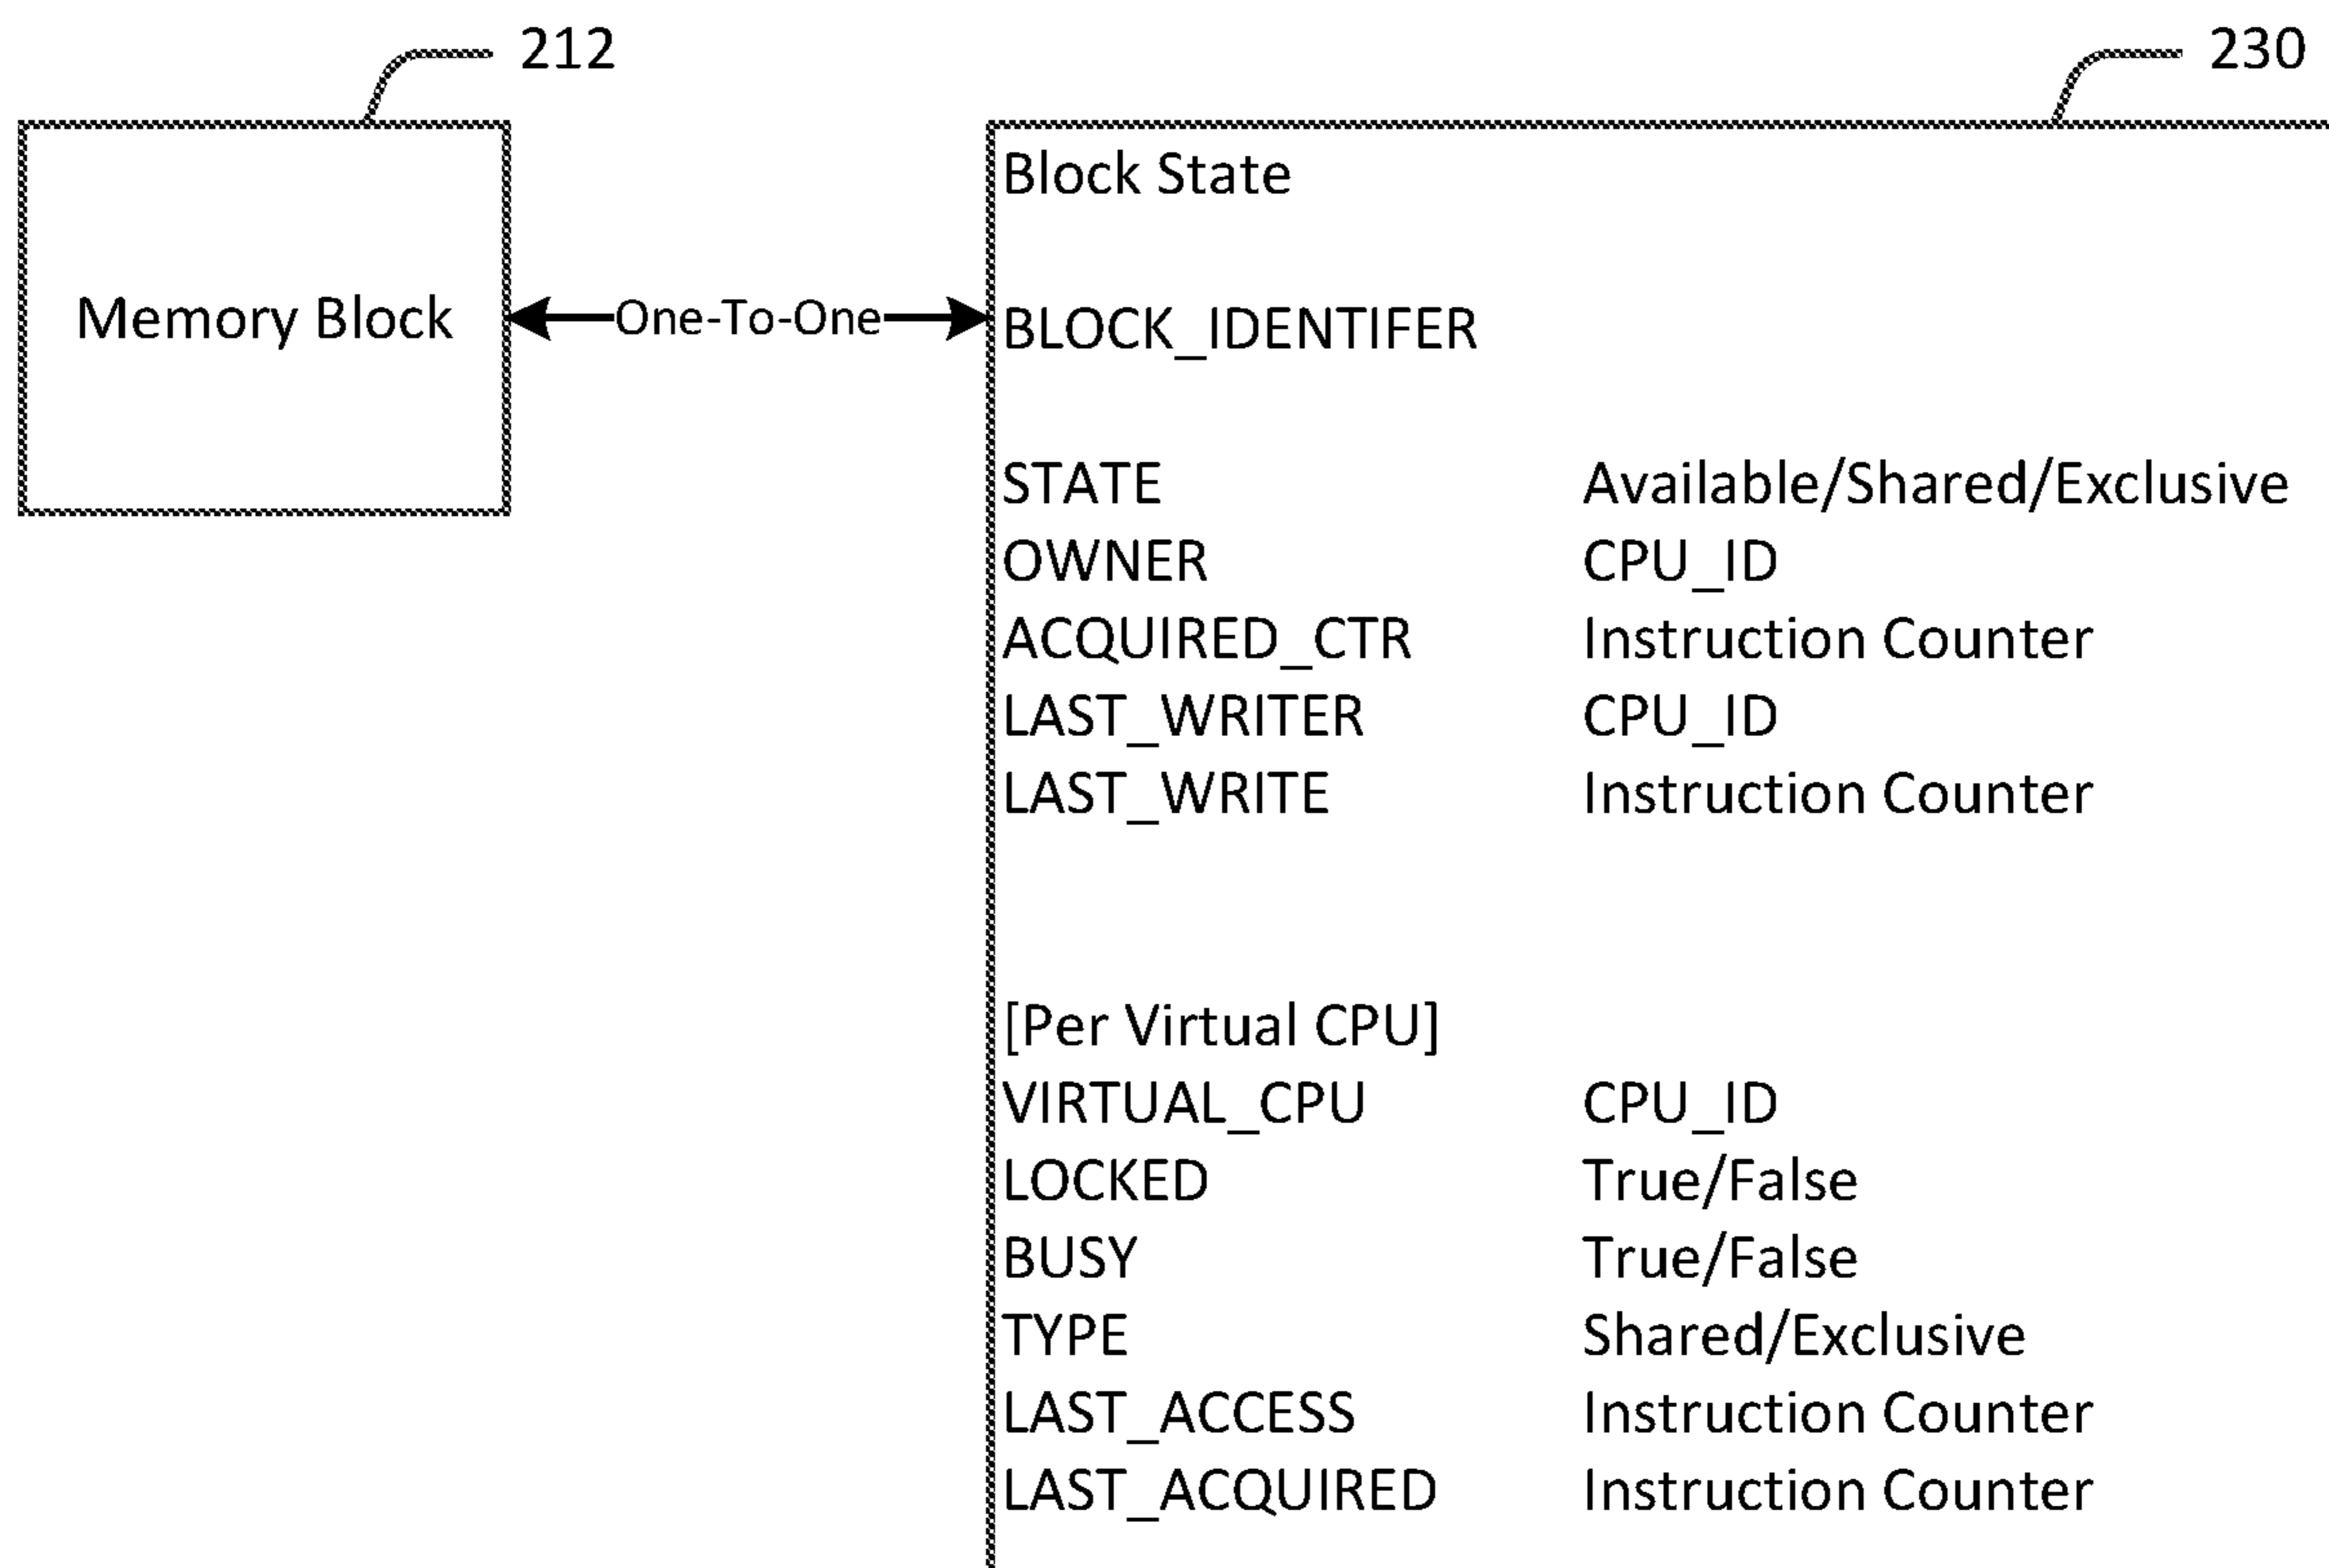 212
230
Memory Block
One-To-One
Block State
BLOCK_IDENTIFER
STATE Available/Shared/Exclusive
OWNER CPU_ID
ACQUIRED_CTR Instruction Counter
LAST_WRITER CPU_ID
LAST_WRITE Instruction Counter
[Per Virtual CPU]
VIRTUAL_CPU CPU_ID
LOCKED True/False
BUSY True/False
TYPE Shared/Exclusive
LAST_ACCESS Instruction Counter
LAST_ACQUIRED Instruction Counter